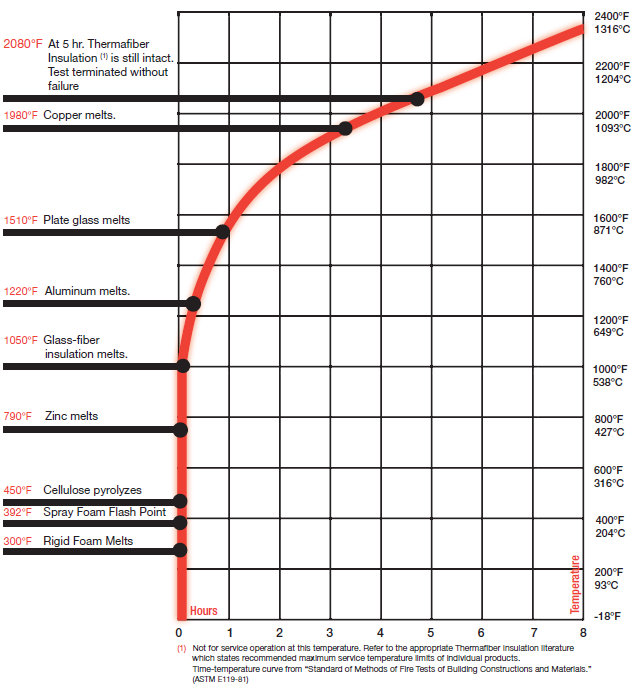 2080°F At 5 hr. Thermafiber
Insulation (1) is still intact.
Test terminated without
failure
1980°F Copper melts.
1510°F Plate glass melts
1220°F Aluminum melts.
1050°F Glass-fiber
insulation melts.
790°F Zinc melts
450°F Cellulose pyrolyzes
392°F Spray Foam Flash Point
300°F Rigid Foam Melts
2400°F
1316°C
2200°F
1204°C
2000°F
1093°C
1800°F
982°C
1600°F
871°C
1400°F
760°C
1200°F
649°C
1000°F
538°C
800°F
427°C
600°F
316°C
400°F
204°C
200°F
93°C
-18°F
Temperature
Hours
0 1 2 3 4 5 6 7 8
(1) Not for service operation at this temperature. Refer to the appropriate Thermafiber insulation literature
which states recommended maximum service temperature limits of individual products.
Time-temperature curve from “Standard of Methods of Fire Tests of Building Constructions and Materials.”
(ASTM E119-81)